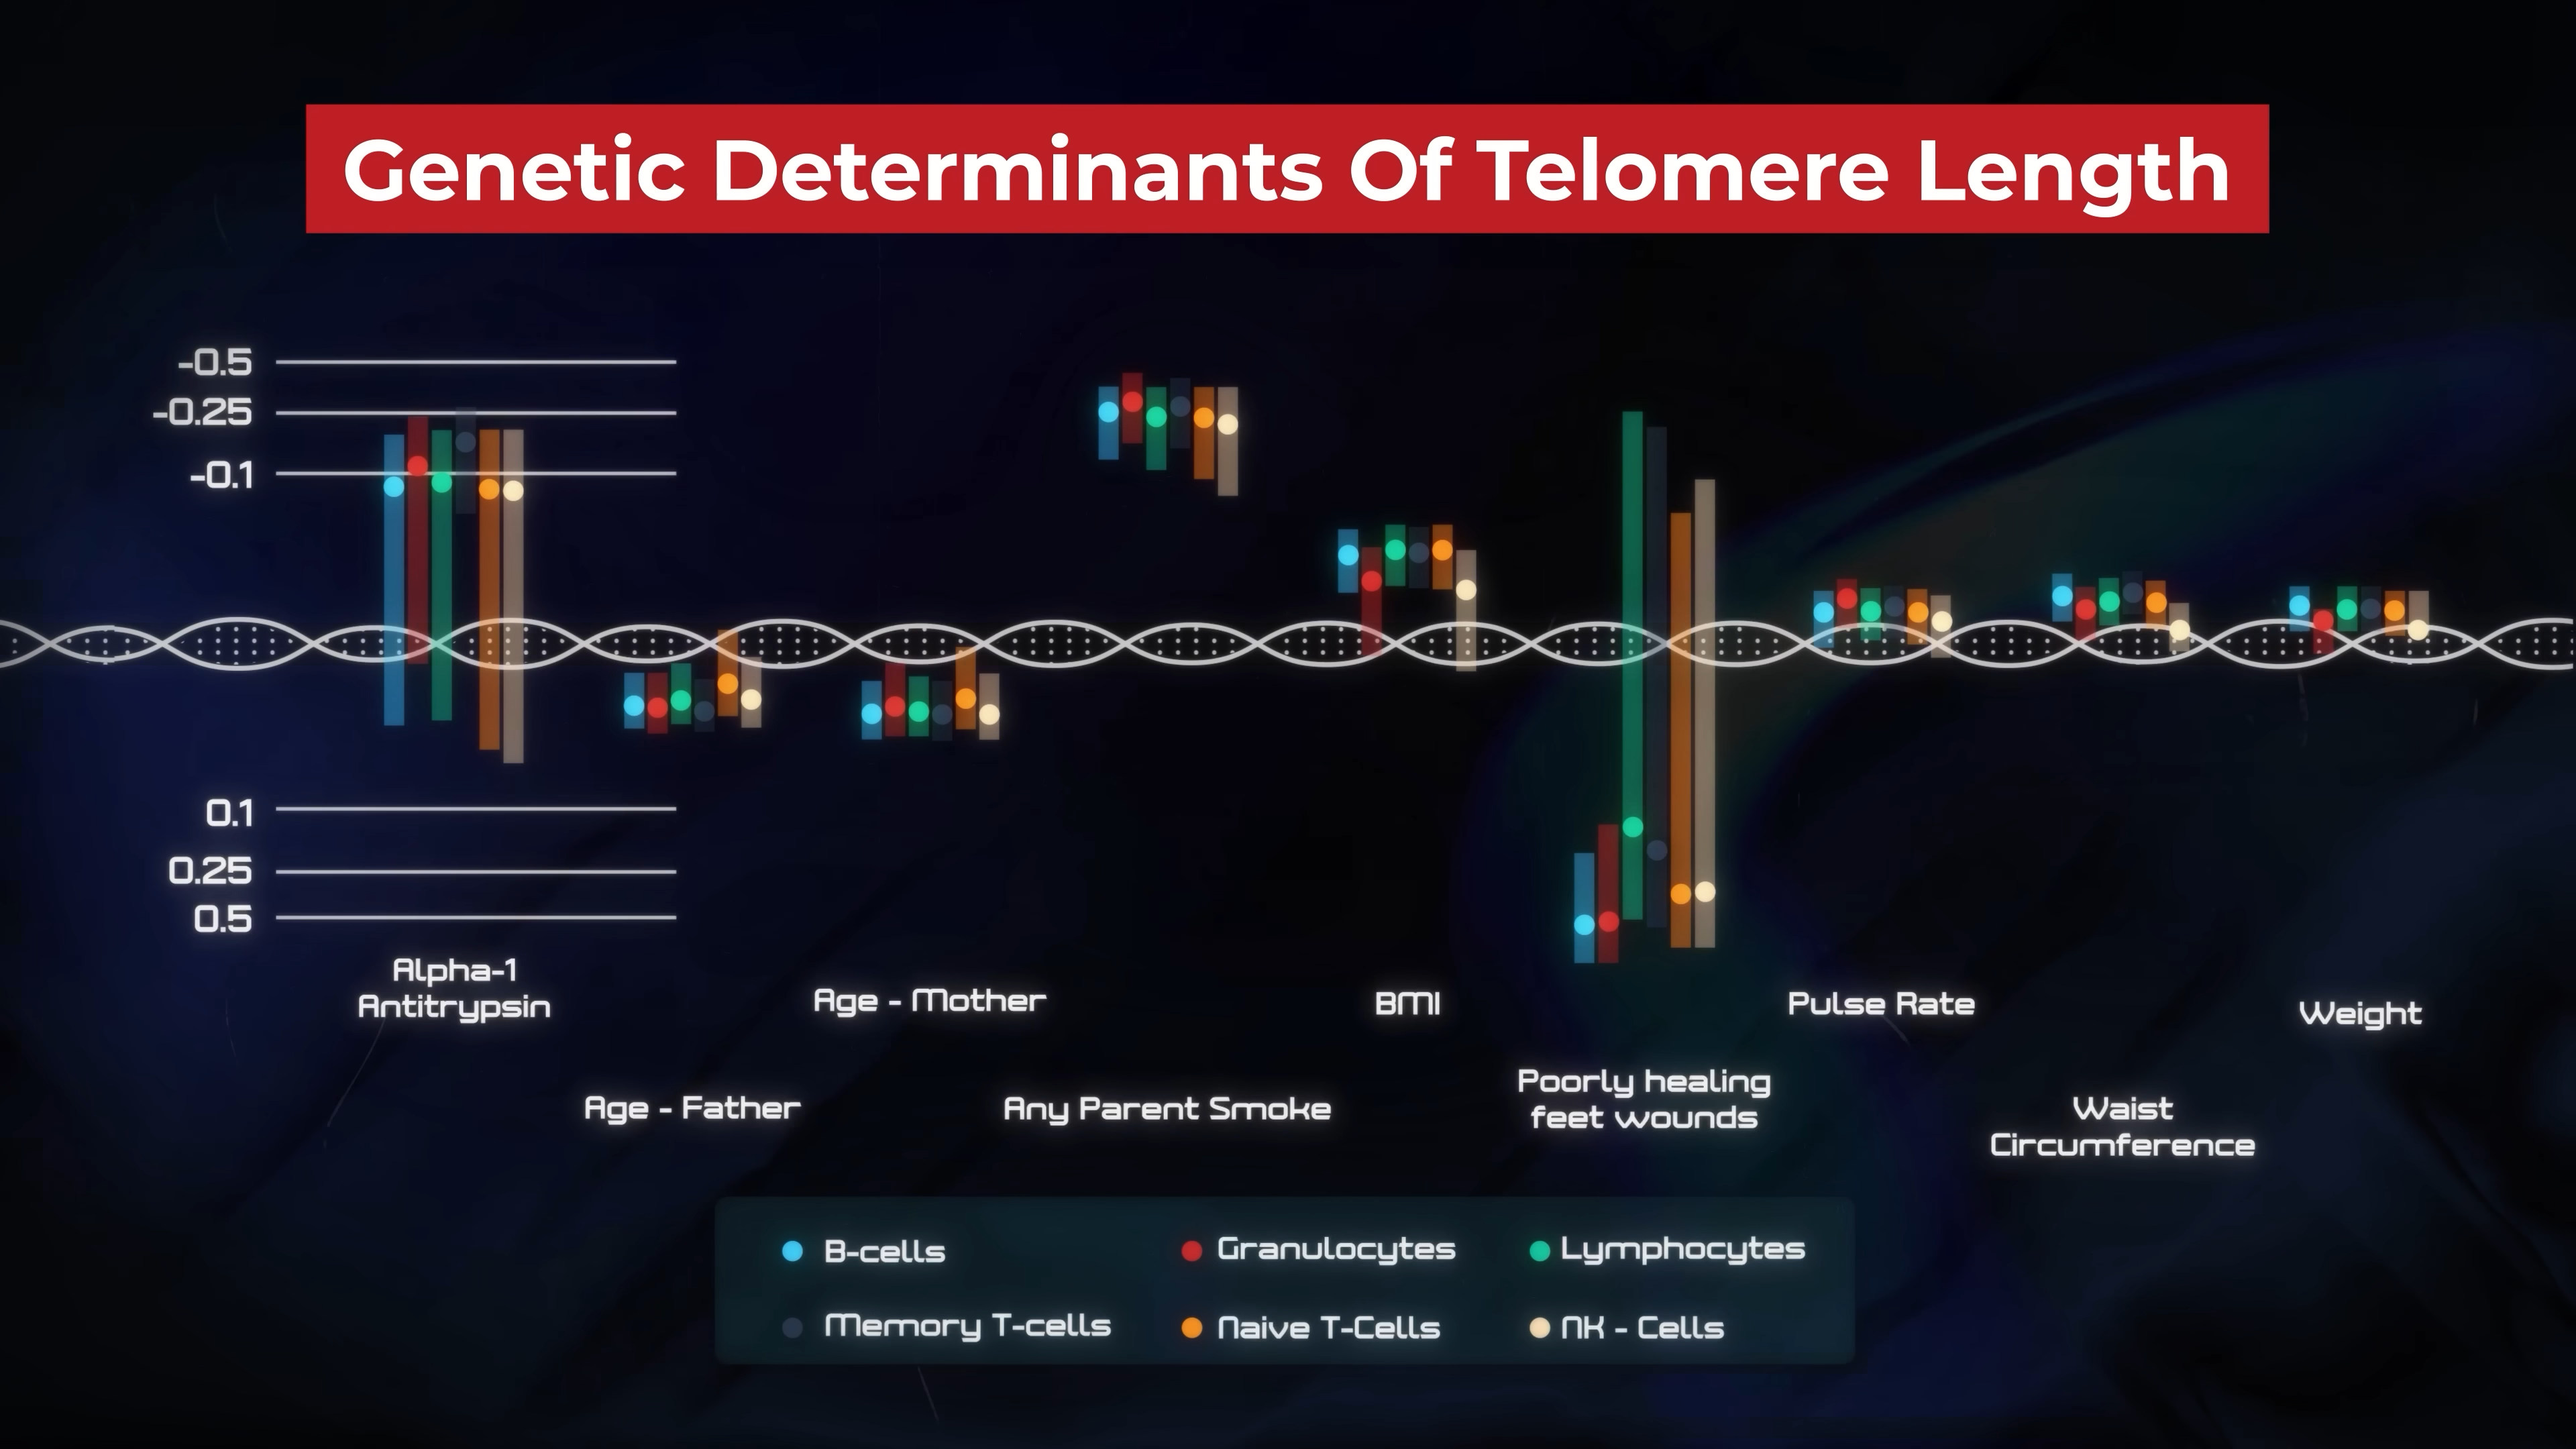 Genetic Determinants Of Telomere Length
-0.5
-0.25
-0.1
0.1
0.25
0.5
Alpha-1
Antitrypsin
Age - Father
Age - Mother
Any Parent Smoke
BMI
Poorly healing
feet wounds
Pulse Rate
Waist
Circumference
Weight
B-cells
Granulocytes
Lymphocytes
Memory T-cells
Naive T-Cells
NK - Cells